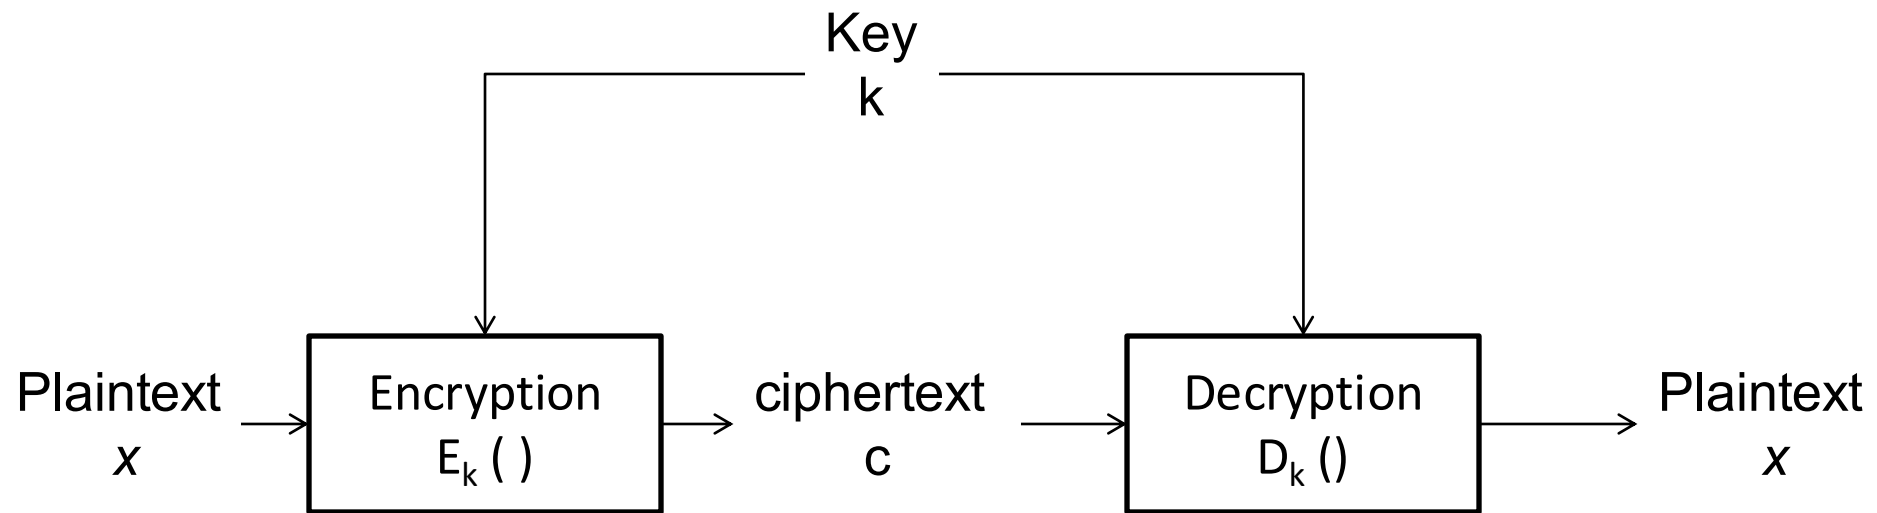 Key
k
Plaintext
x
Encryption
Eₖ ( )
ciphertext
c
Decryption
Dₖ ()
Plaintext
x